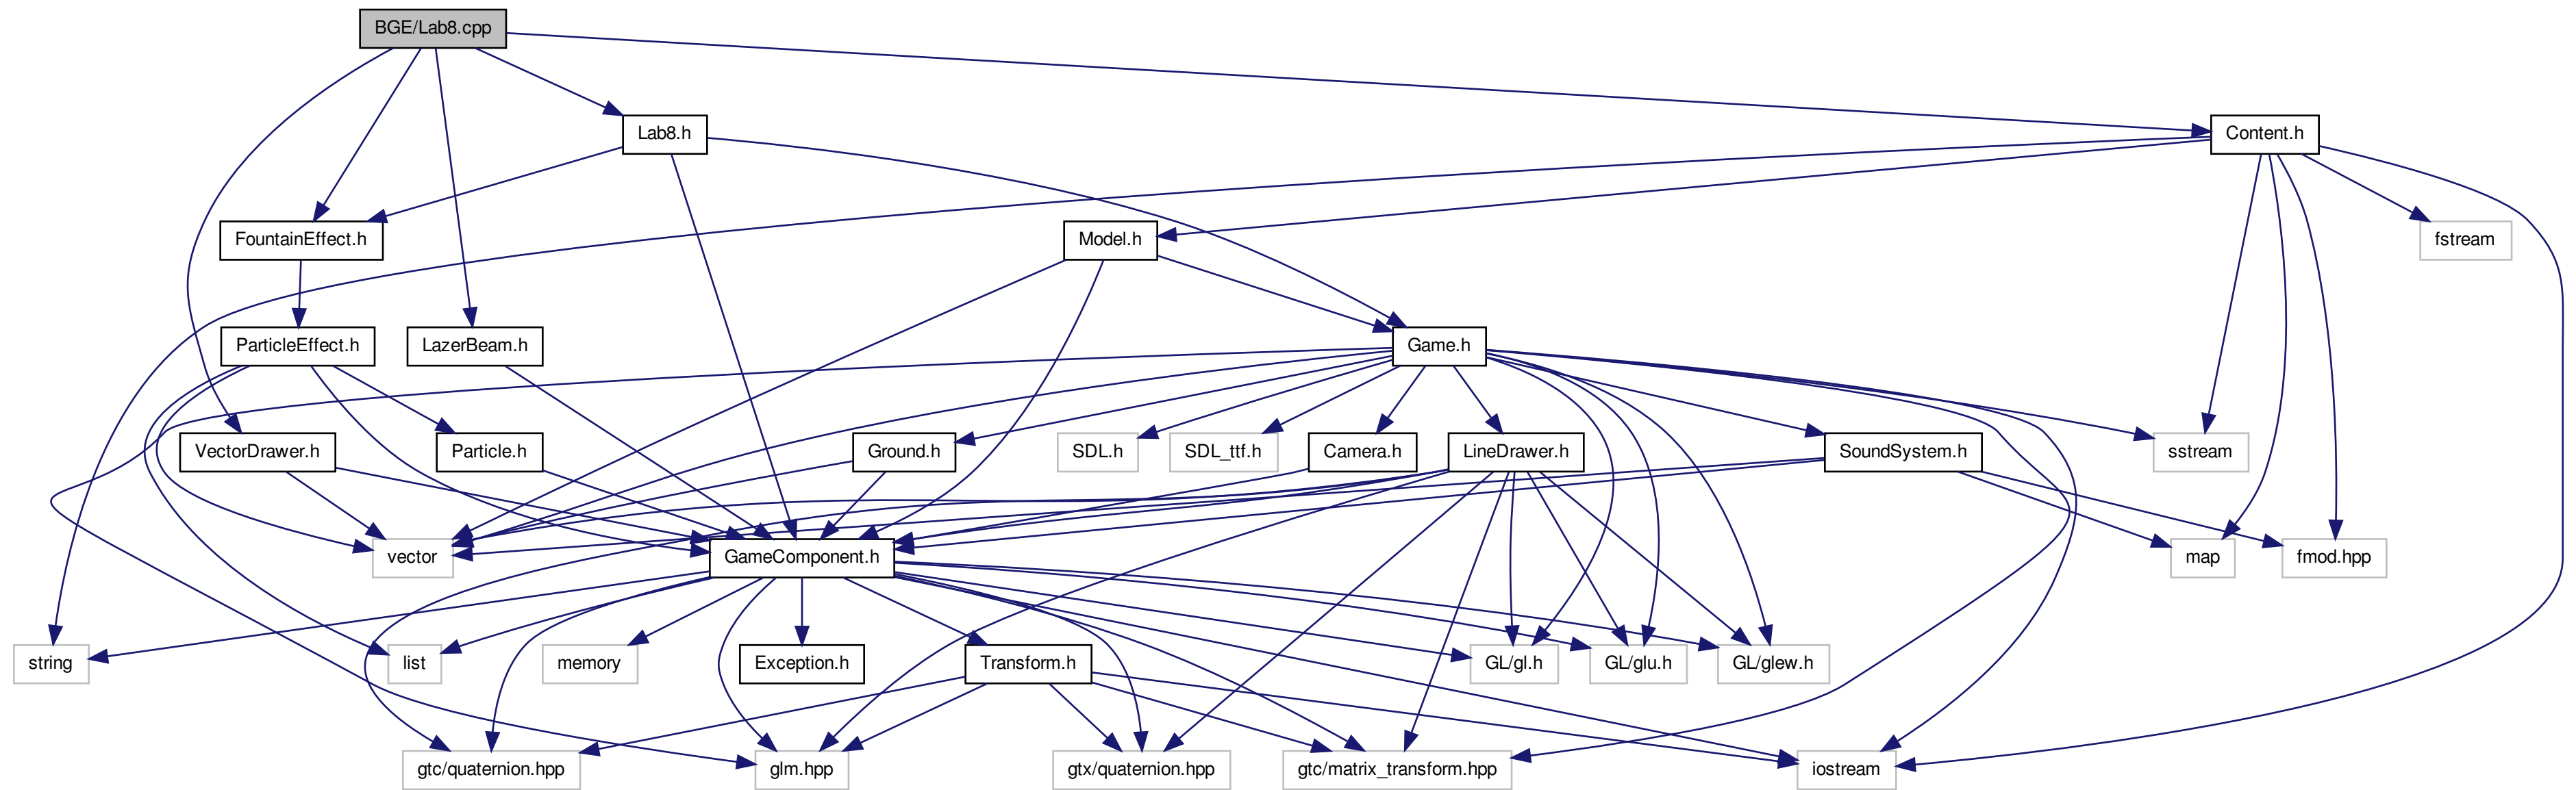 BGE/Lab8.cpp
Lab8.h
Content.h
FountainEffect.h
Model.h
fstream
ParticleEffect.h
LazerBeam.h
Game.h
VectorDrawer.h
Particle.h
Ground.h
SDL.h
SDL_ttf.h
Camera.h
LineDrawer.h
SoundSystem.h
sstream
vector
GameComponent.h
map
fmod.hpp
string
list
memory
Exception.h
Transform.h
GL/gl.h
GL/glu.h
GL/glew.h
gtc/quaternion.hpp
glm.hpp
gtx/quaternion.hpp
gtc/matrix_transform.hpp
iostream